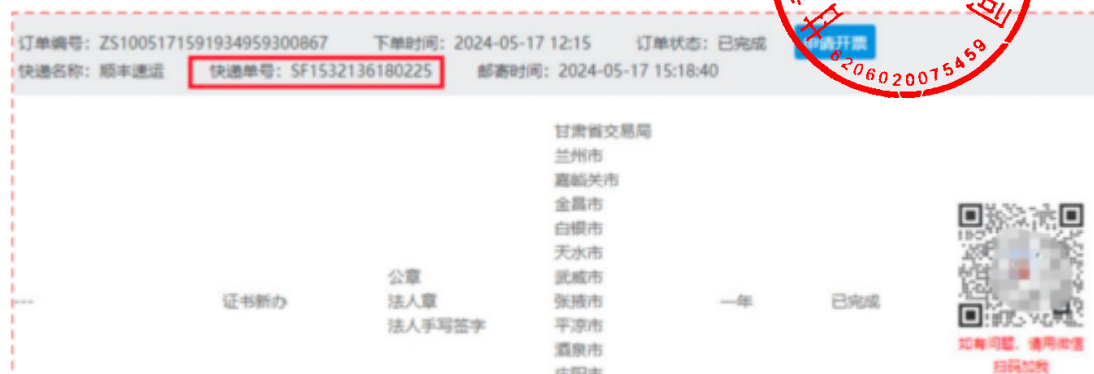 订单编号：ZS1005171591934959300867 下单时间：2024-05-17 12:15 订单状态：已完成 申请开票
快递名称：顺丰速运 快递单号：SF1532136180225 邮寄时间：2024-05-17 15:18:40
6206020075459
甘肃省交易局
兰州市
嘉峪关市
金昌市
白银市
天水市
武威市
张掖市
平凉市
酒泉市
庆阳市
---
证书新办
公章
法人章
法人手写签字
一年
已完成
如有问题，请用微信
扫码加我